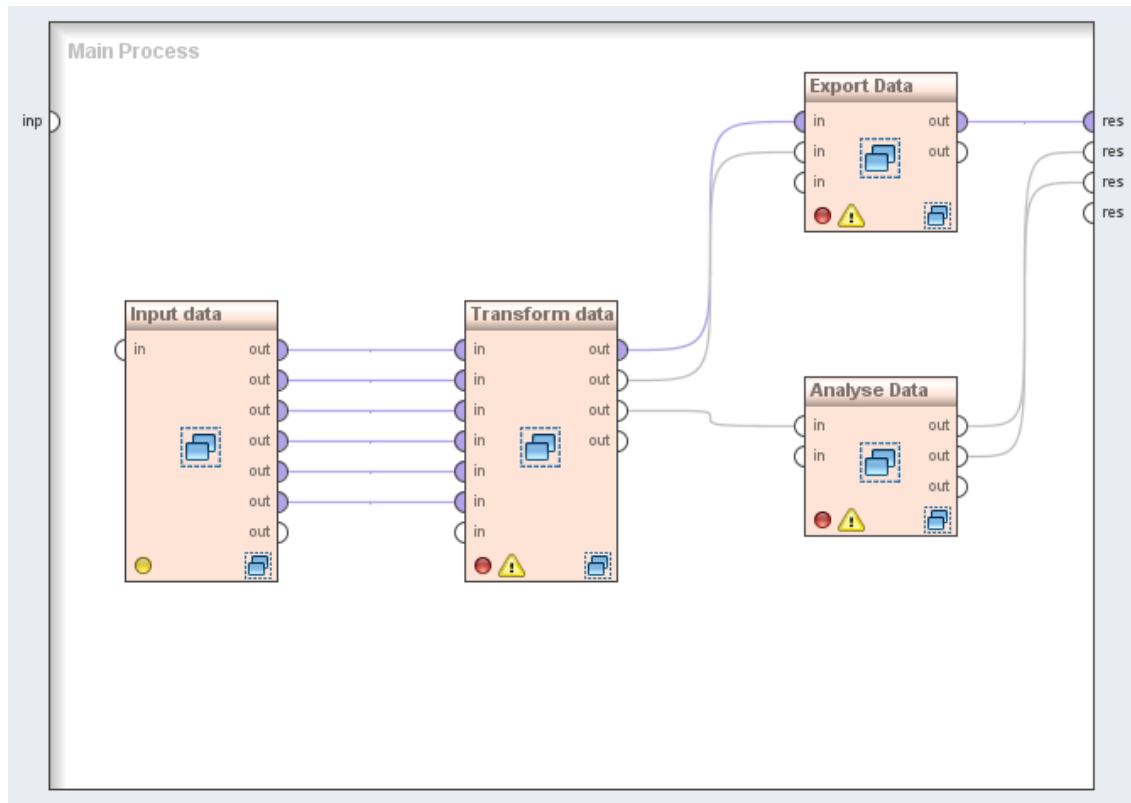 Main Process
Export Data
inp
in out res
in out res
in res
res
Input data Transform data
in out in out
out in out
out in out
Analyse Data
out in out
in out
out in
in out
out in
out
out in